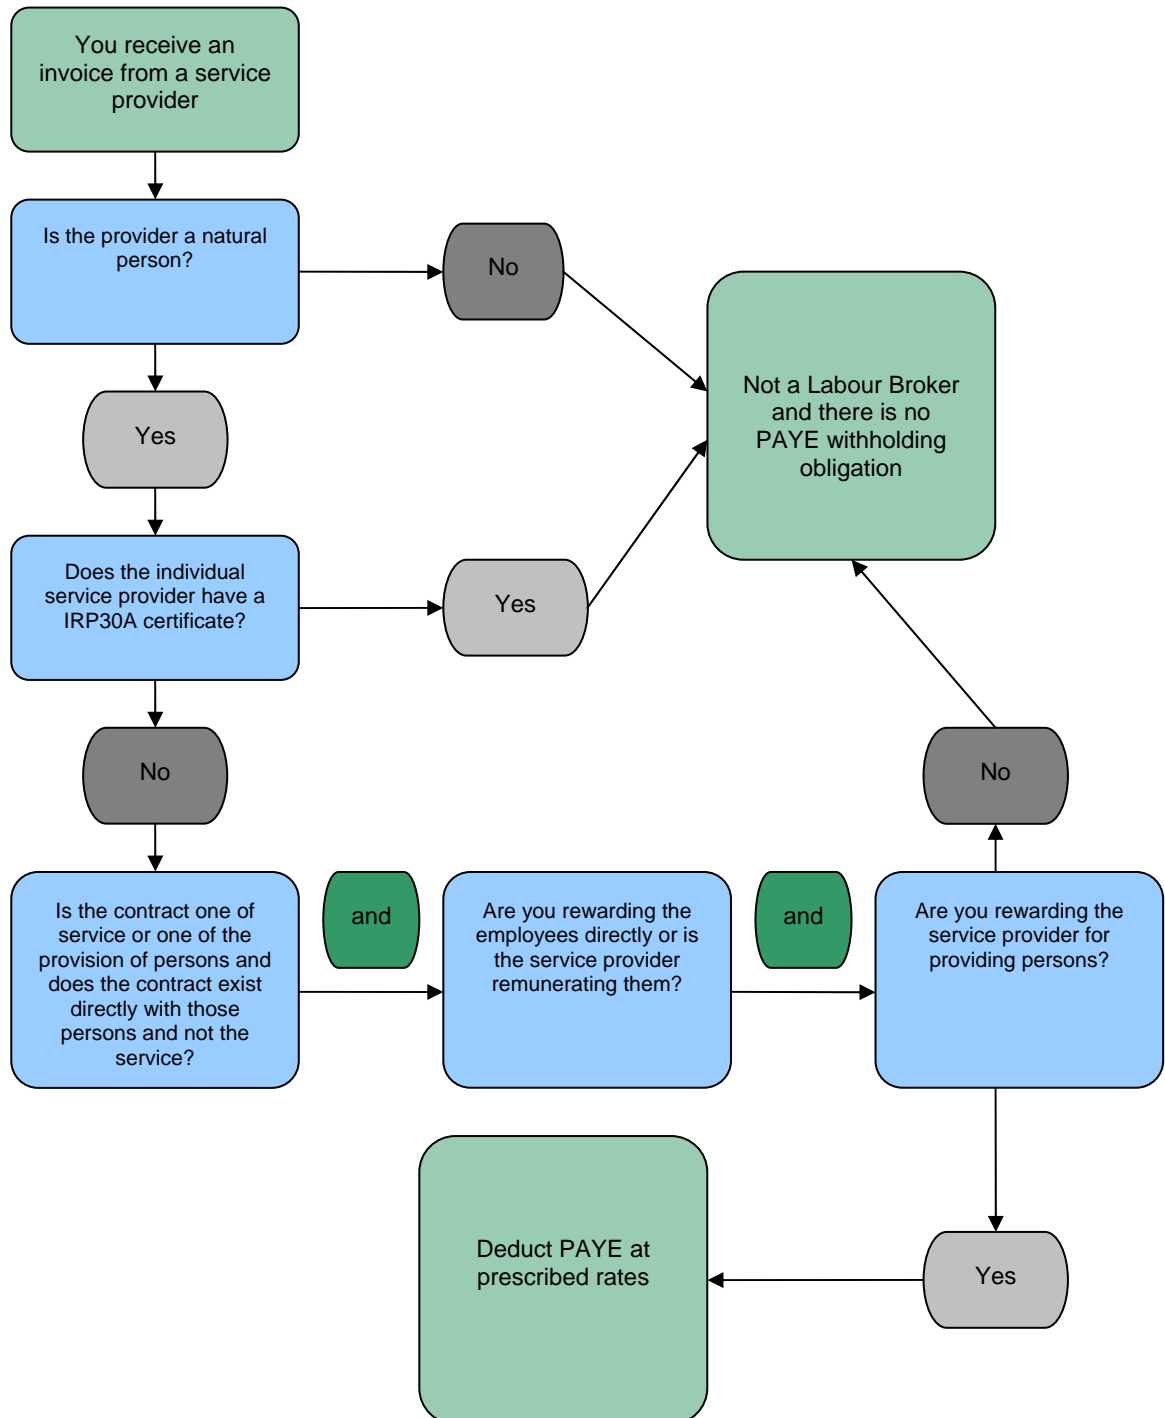 You receive an
invoice from a service
provider
Is the provider a natural
person?
No
Not a Labour Broker
and there is no
PAYE withholding
obligation
Yes
Does the individual
service provider have a
IRP30A certificate?
Yes
No
No
Is the contract one of
service or one of the
provision of persons and
does the contract exist
directly with those
persons and not the
service?
and
Are you rewarding the
employees directly or is
the service provider
remunerating them?
and
Are you rewarding the
service provider for
providing persons?
Deduct PAYE at
prescribed rates
Yes